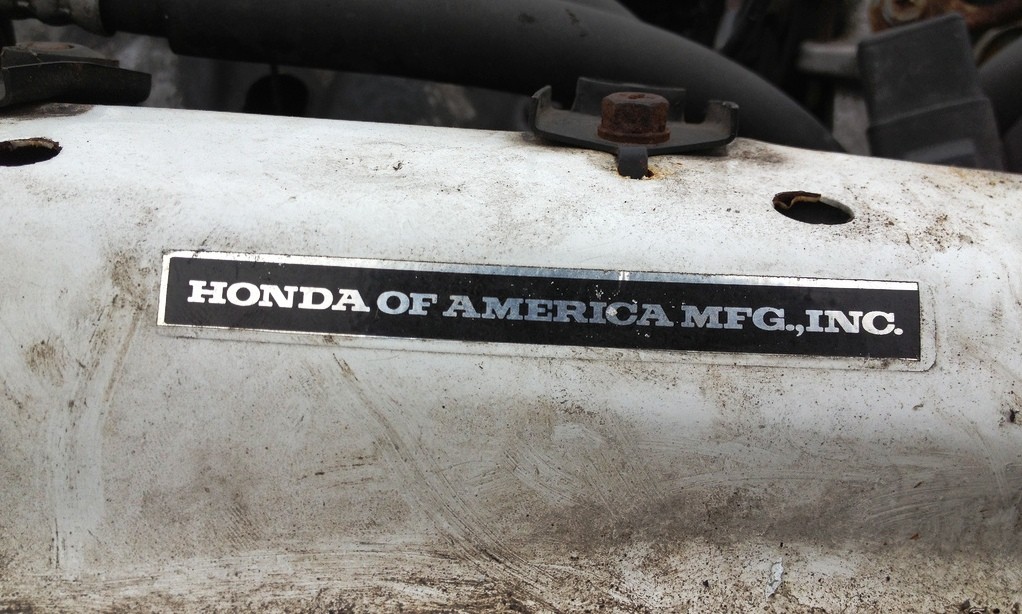 HONDA OF AMERICA MFG.,INC.